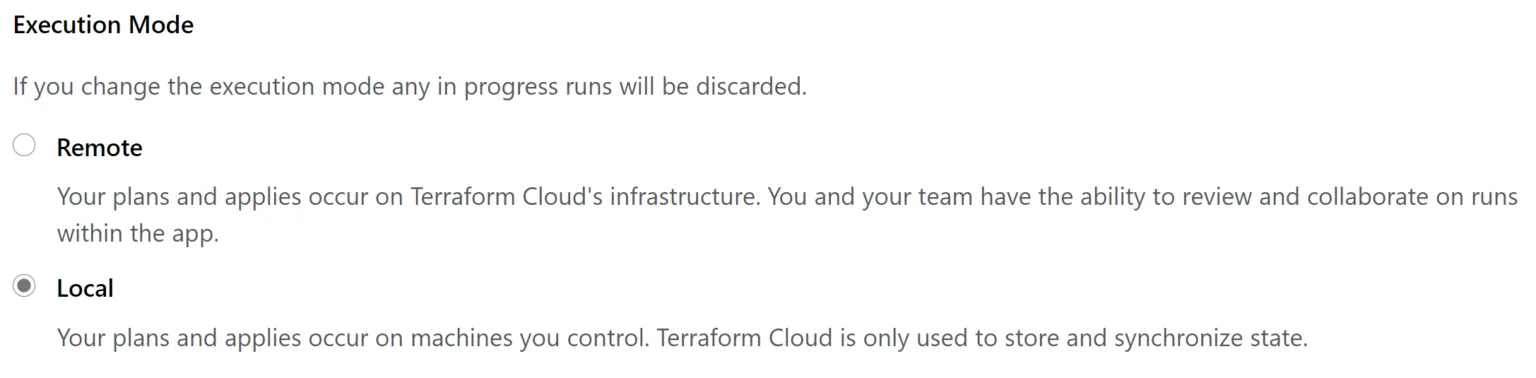 Execution Mode
If you change the execution mode any in progress runs will be discarded.
Remote
Your plans and applies occur on Terraform Cloud's infrastructure. You and your team have the ability to review and collaborate on runs
within the app.
Local
Your plans and applies occur on machines you control. Terraform Cloud is only used to store and synchronize state.